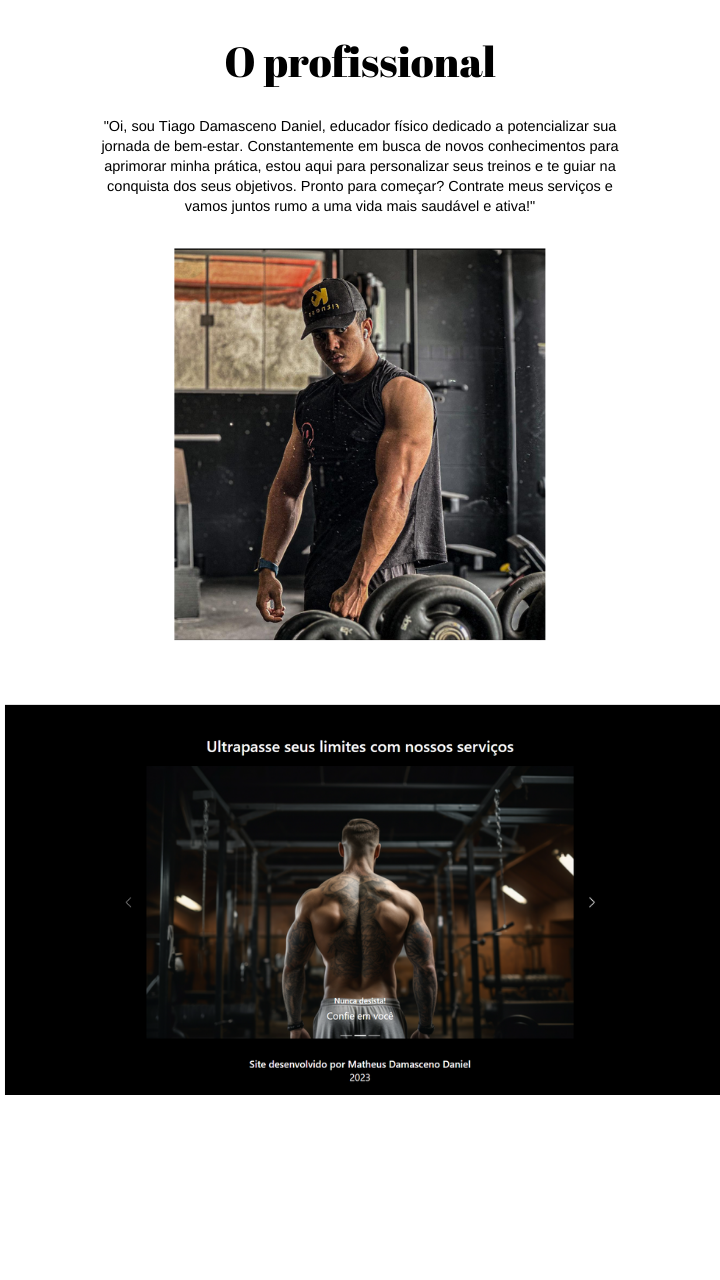 O profissional
"Oi, sou Tiago Damasceno Daniel, educador físico dedicado a potencializar sua
jornada de bem-estar. Constantemente em busca de novos conhecimentos para
aprimorar minha prática, estou aqui para personalizar seus treinos e te guiar na
conquista dos seus objetivos. Pronto para começar? Contrate meus serviços e
vamos juntos rumo a uma vida mais saudável e ativa!"
Ultrapasse seus limites com nossos serviços
Nunca desista!
Confie em você
Site desenvolvido por Matheus Damasceno Daniel
2023